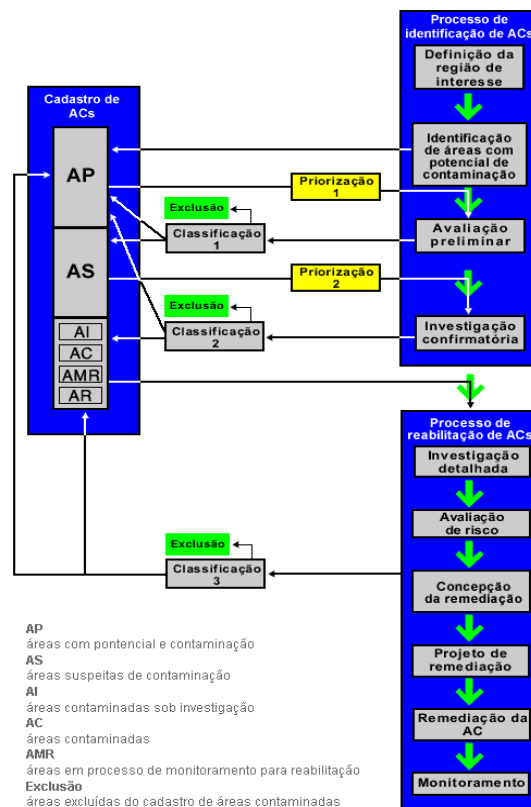 Processo de
identificação de ACs
Definição da
região de
interesse
Identificação
de áreas com
potencial de
contaminação
Avaliação
preliminar
Investigação
confirmatória
Cadastro de
ACs
AP
AS
AI
AC
AMR
AR
Priorização
1
Exclusão
Classificação
1
Priorização
2
Exclusão
Classificação
2
Processo de
reabilitação de ACs
Investigação
detalhada
Avaliação
de risco
Concepção
da remediação
Projeto de
remediação
Remediação da
AC
Monitoramento
Exclusão
Classificação
3
AP
áreas com pontencial e contaminação
AS
áreas suspeitas de contaminação
AI
áreas contaminadas sob investigação
AC
áreas contaminadas
AMR
áreas em processo de monitoramento para reabilitação
Exclusão
áreas excluídas do cadastro de áreas contaminadas